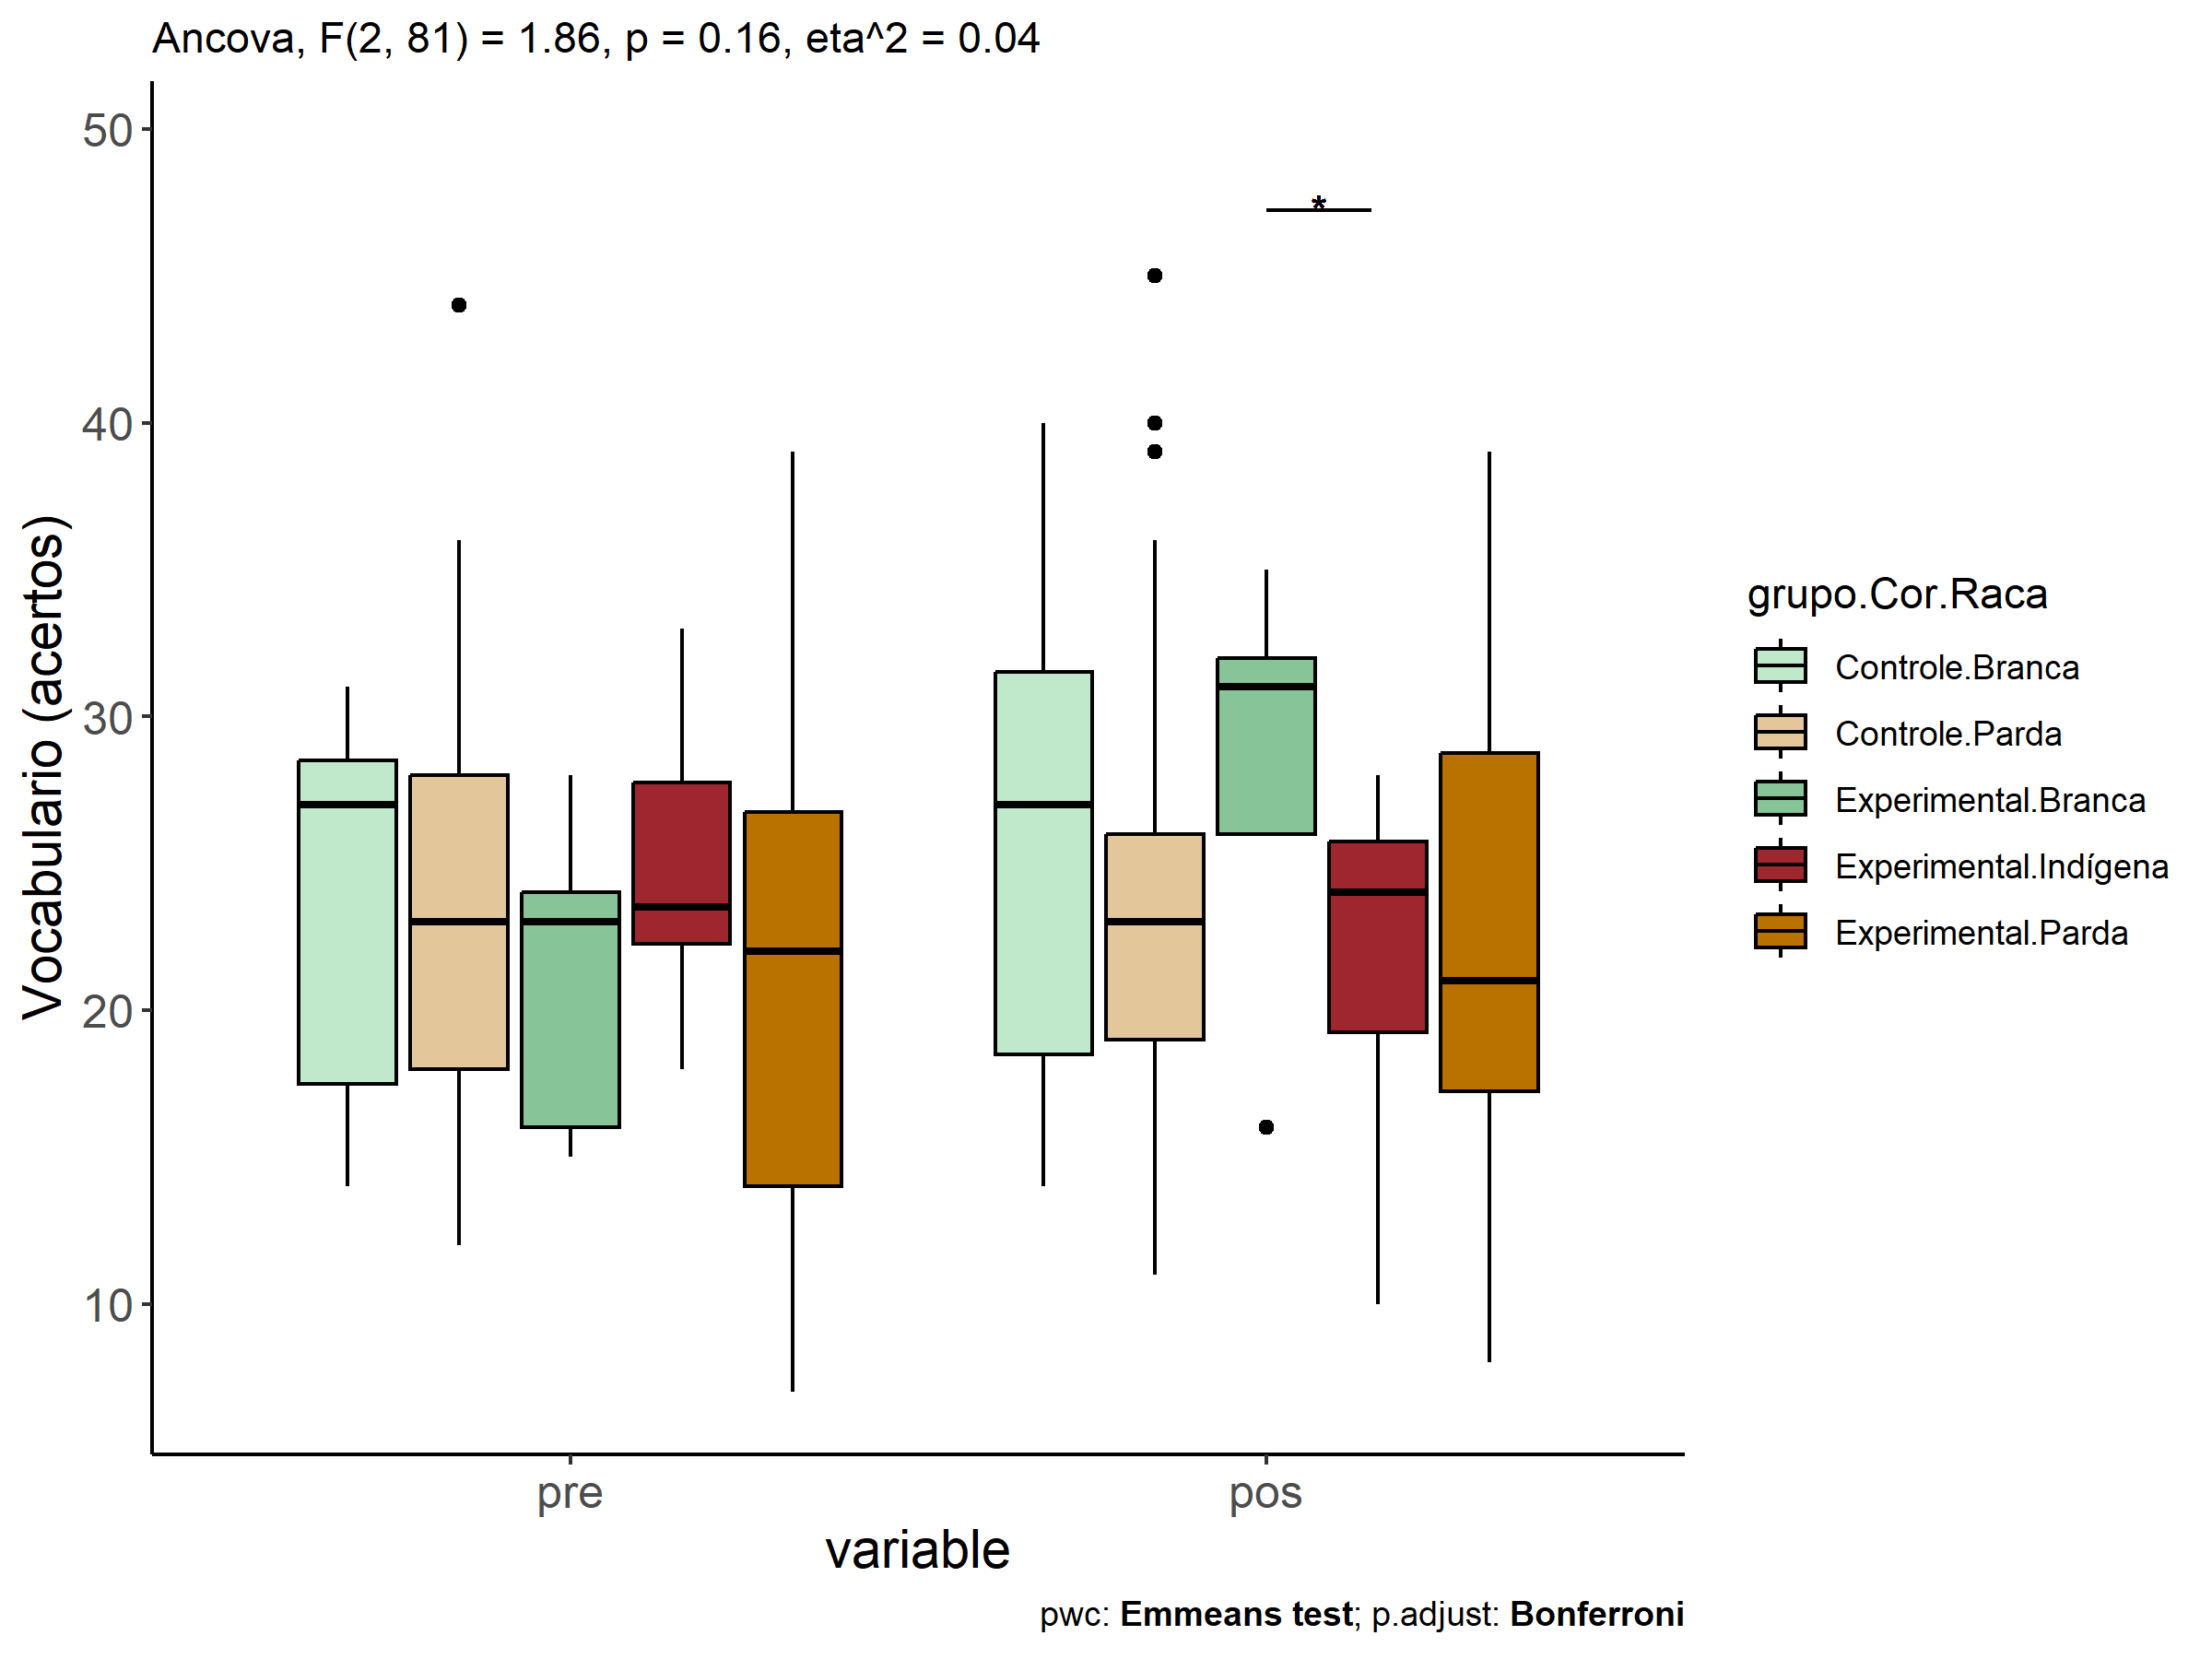 Ancova, F(2, 81) = 1.86, p = 0.16, eta^2 = 0.04
Vocabulario (acertos)
50
40
30
20
10
*
pre
pos
variable
grupo.Cor.Raca
Controle.Branca
Controle.Parda
Experimental.Branca
Experimental.Indígena
Experimental.Parda
pwc: Emmeans test; p.adjust: Bonferroni